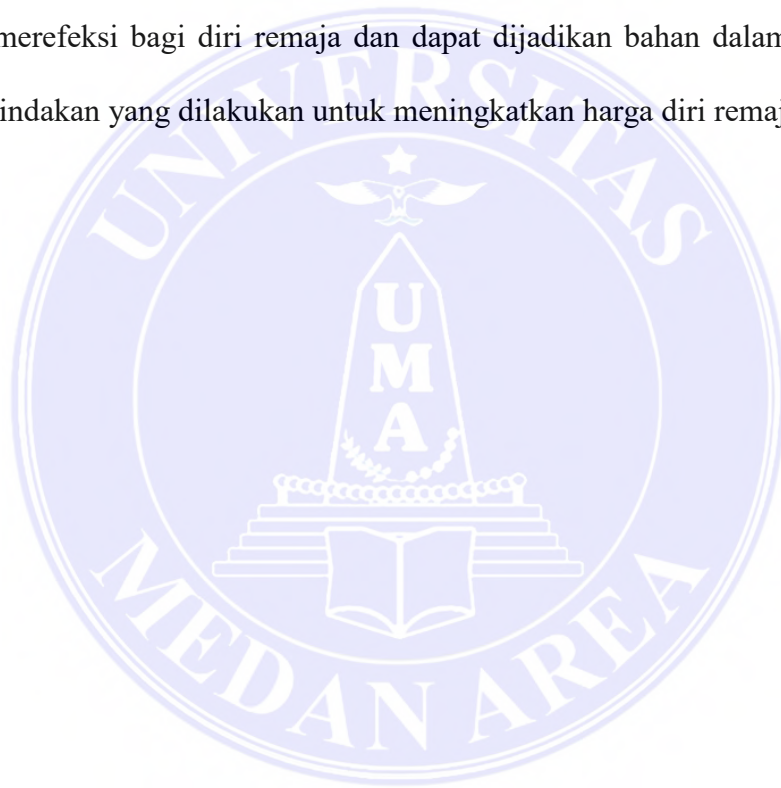 merefeksi bagi diri remaja dan dapat dijadikan bahan dalam
indakan yang dilakukan untuk meningkatkan harga diri remaj
UNIVERSITAS
U
M
A
MEDAN AREA